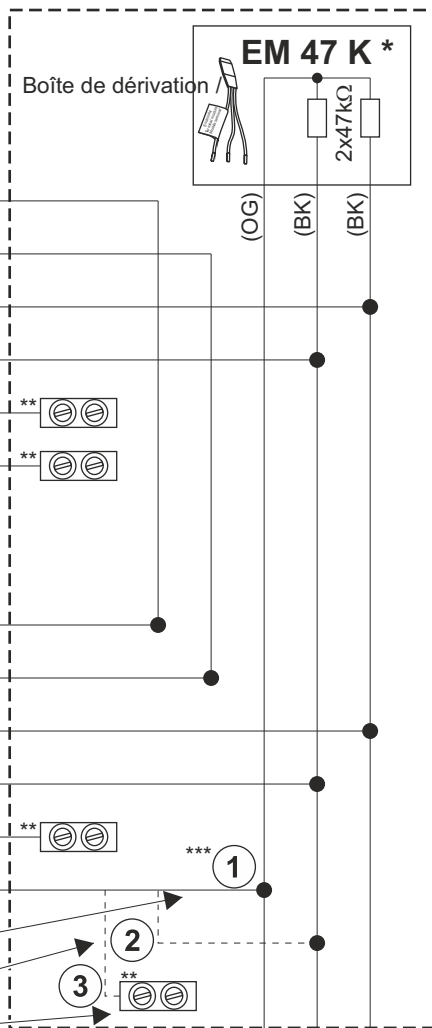 EM 47 K *
Boîte de dérivation
2x47kΩ
(OG)
(BK)
(BK)
**
**
**
***
1
2
**
3